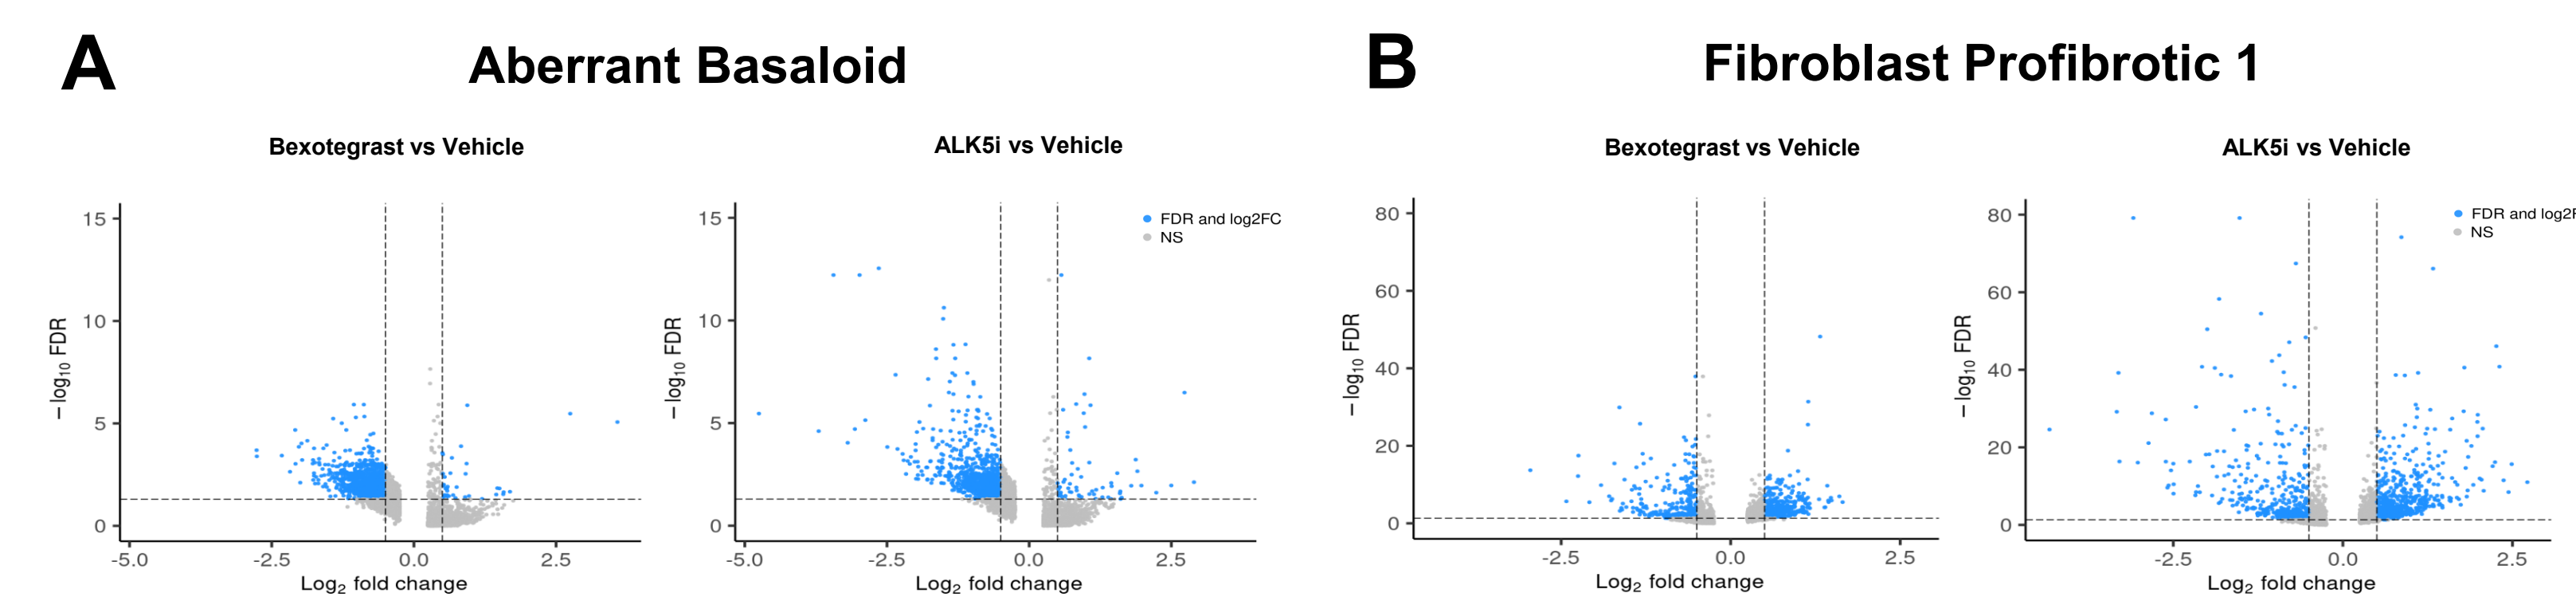 A
Aberrant Basaloid
B
Fibroblast Profibrotic 1
Bexotegrast vs Vehicle
ALK5i vs Vehicle
Bexotegrast vs Vehicle
ALK5i vs Vehicle
15
10
5
0
− log10 FDR
-5.0 -2.5 0.0 2.5
Log2 fold change
15
10
5
0
− log10 FDR
FDR and log2FC
NS
-5.0 -2.5 0.0 2.5
Log2 fold change
80
60
40
20
0
− log10 FDR
-2.5 0.0 2.5
Log2 fold change
80
60
40
20
0
− log10 FDR
FDR and log2F
NS
-2.5 0.0 2.5
Log2 fold change